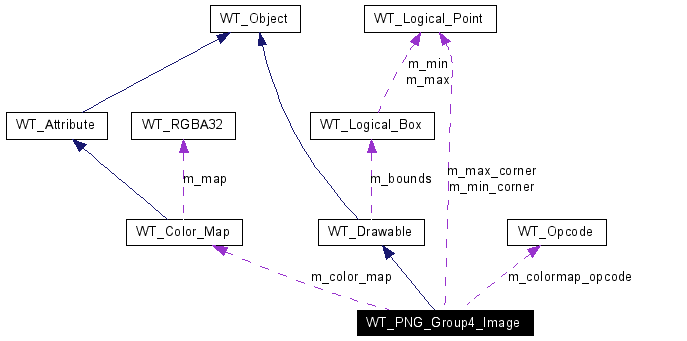 WT_Object
WT_Logical_Point
m_min
m_max
WT_Attribute
WT_RGBA32
WT_Logical_Box
m_map
m_bounds
m_max_corner
m_min_corner
WT_Color_Map
WT_Drawable
WT_Opcode
m_color_map
m_colormap_opcode
WT_PNG_Group4_Image